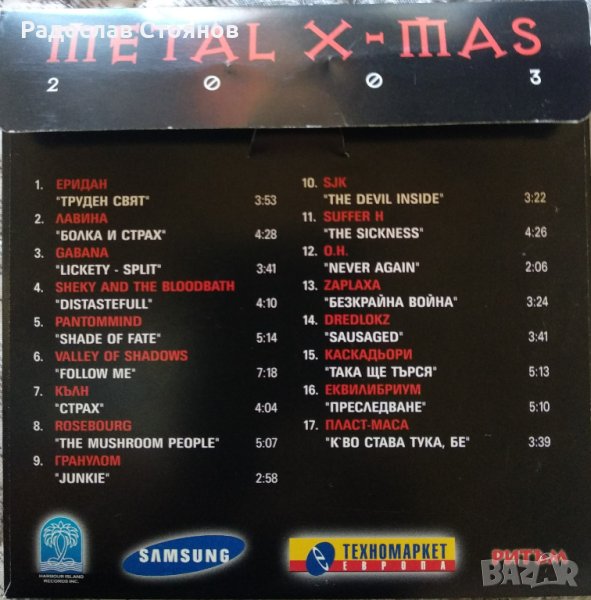 Радослав Стоянов
METAL X-MAS
2003
1. ЕРИДАН
"ТРУДЕН СВЯТ" 3:53
2. ЛАВИНА
"БОЛКА И СТРАХ" 4:28
3. GABANA
"LICKETY - SPLIT" 3:41
4. SHEKY AND THE BLOODBATH
"DISTASTEFULL" 4:10
5. PANTOMMIND
"SHADE OF FATE" 5:14
6. VALLEY OF SHADOWS
"FOLLOW ME" 7:18
7. КЪЛН
"СТРАХ" 4:04
8. ROSEBOURG
"THE MUSHROOM PEOPLE" 5:07
9. ГРАНУЛОМ
"JUNKIE" 2:58
10. SJK
"THE DEVIL INSIDE" 3:22
11. SUFFER H
"THE SICKNESS" 4:26
12. O.H.
"NEVER AGAIN" 2:06
13. ZAPLAXA
"БЕЗКРАЙНА ВОЙНА" 3:24
14. DREDLOKZ
"SAUSAGED" 3:41
15. КАСКАДЬОРИ
"ТАКА ЩЕ ТЪРСЯ" 5:13
16. ЕКВИЛИБРИУМ
"ПРЕСЛЕДВАНЕ" 5:10
17. ПЛАСТ-МАСА
"К'ВО СТАВА ТУКА, БЕ" 3:39
HARBOUR ISLAND
RECORDS INC.
SAMSUNG
ТЕХНОМАРКЕТ
ЕВРОПА
РИТЪМ
БАЗАР